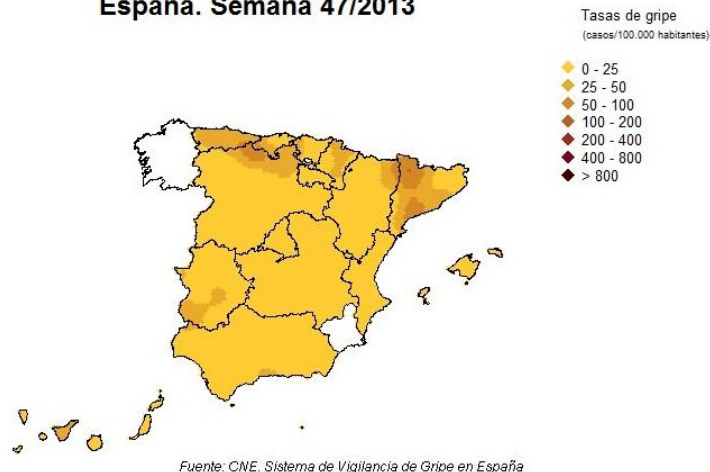 España. Semana 47/2013
Tasas de gripe
(casos/100.000 habitantes)
0 - 25
25 - 50
50 - 100
100 - 200
200 - 400
400 - 800
> 800
Fuente: CNE. Sistema de Vigilancia de Gripe en España